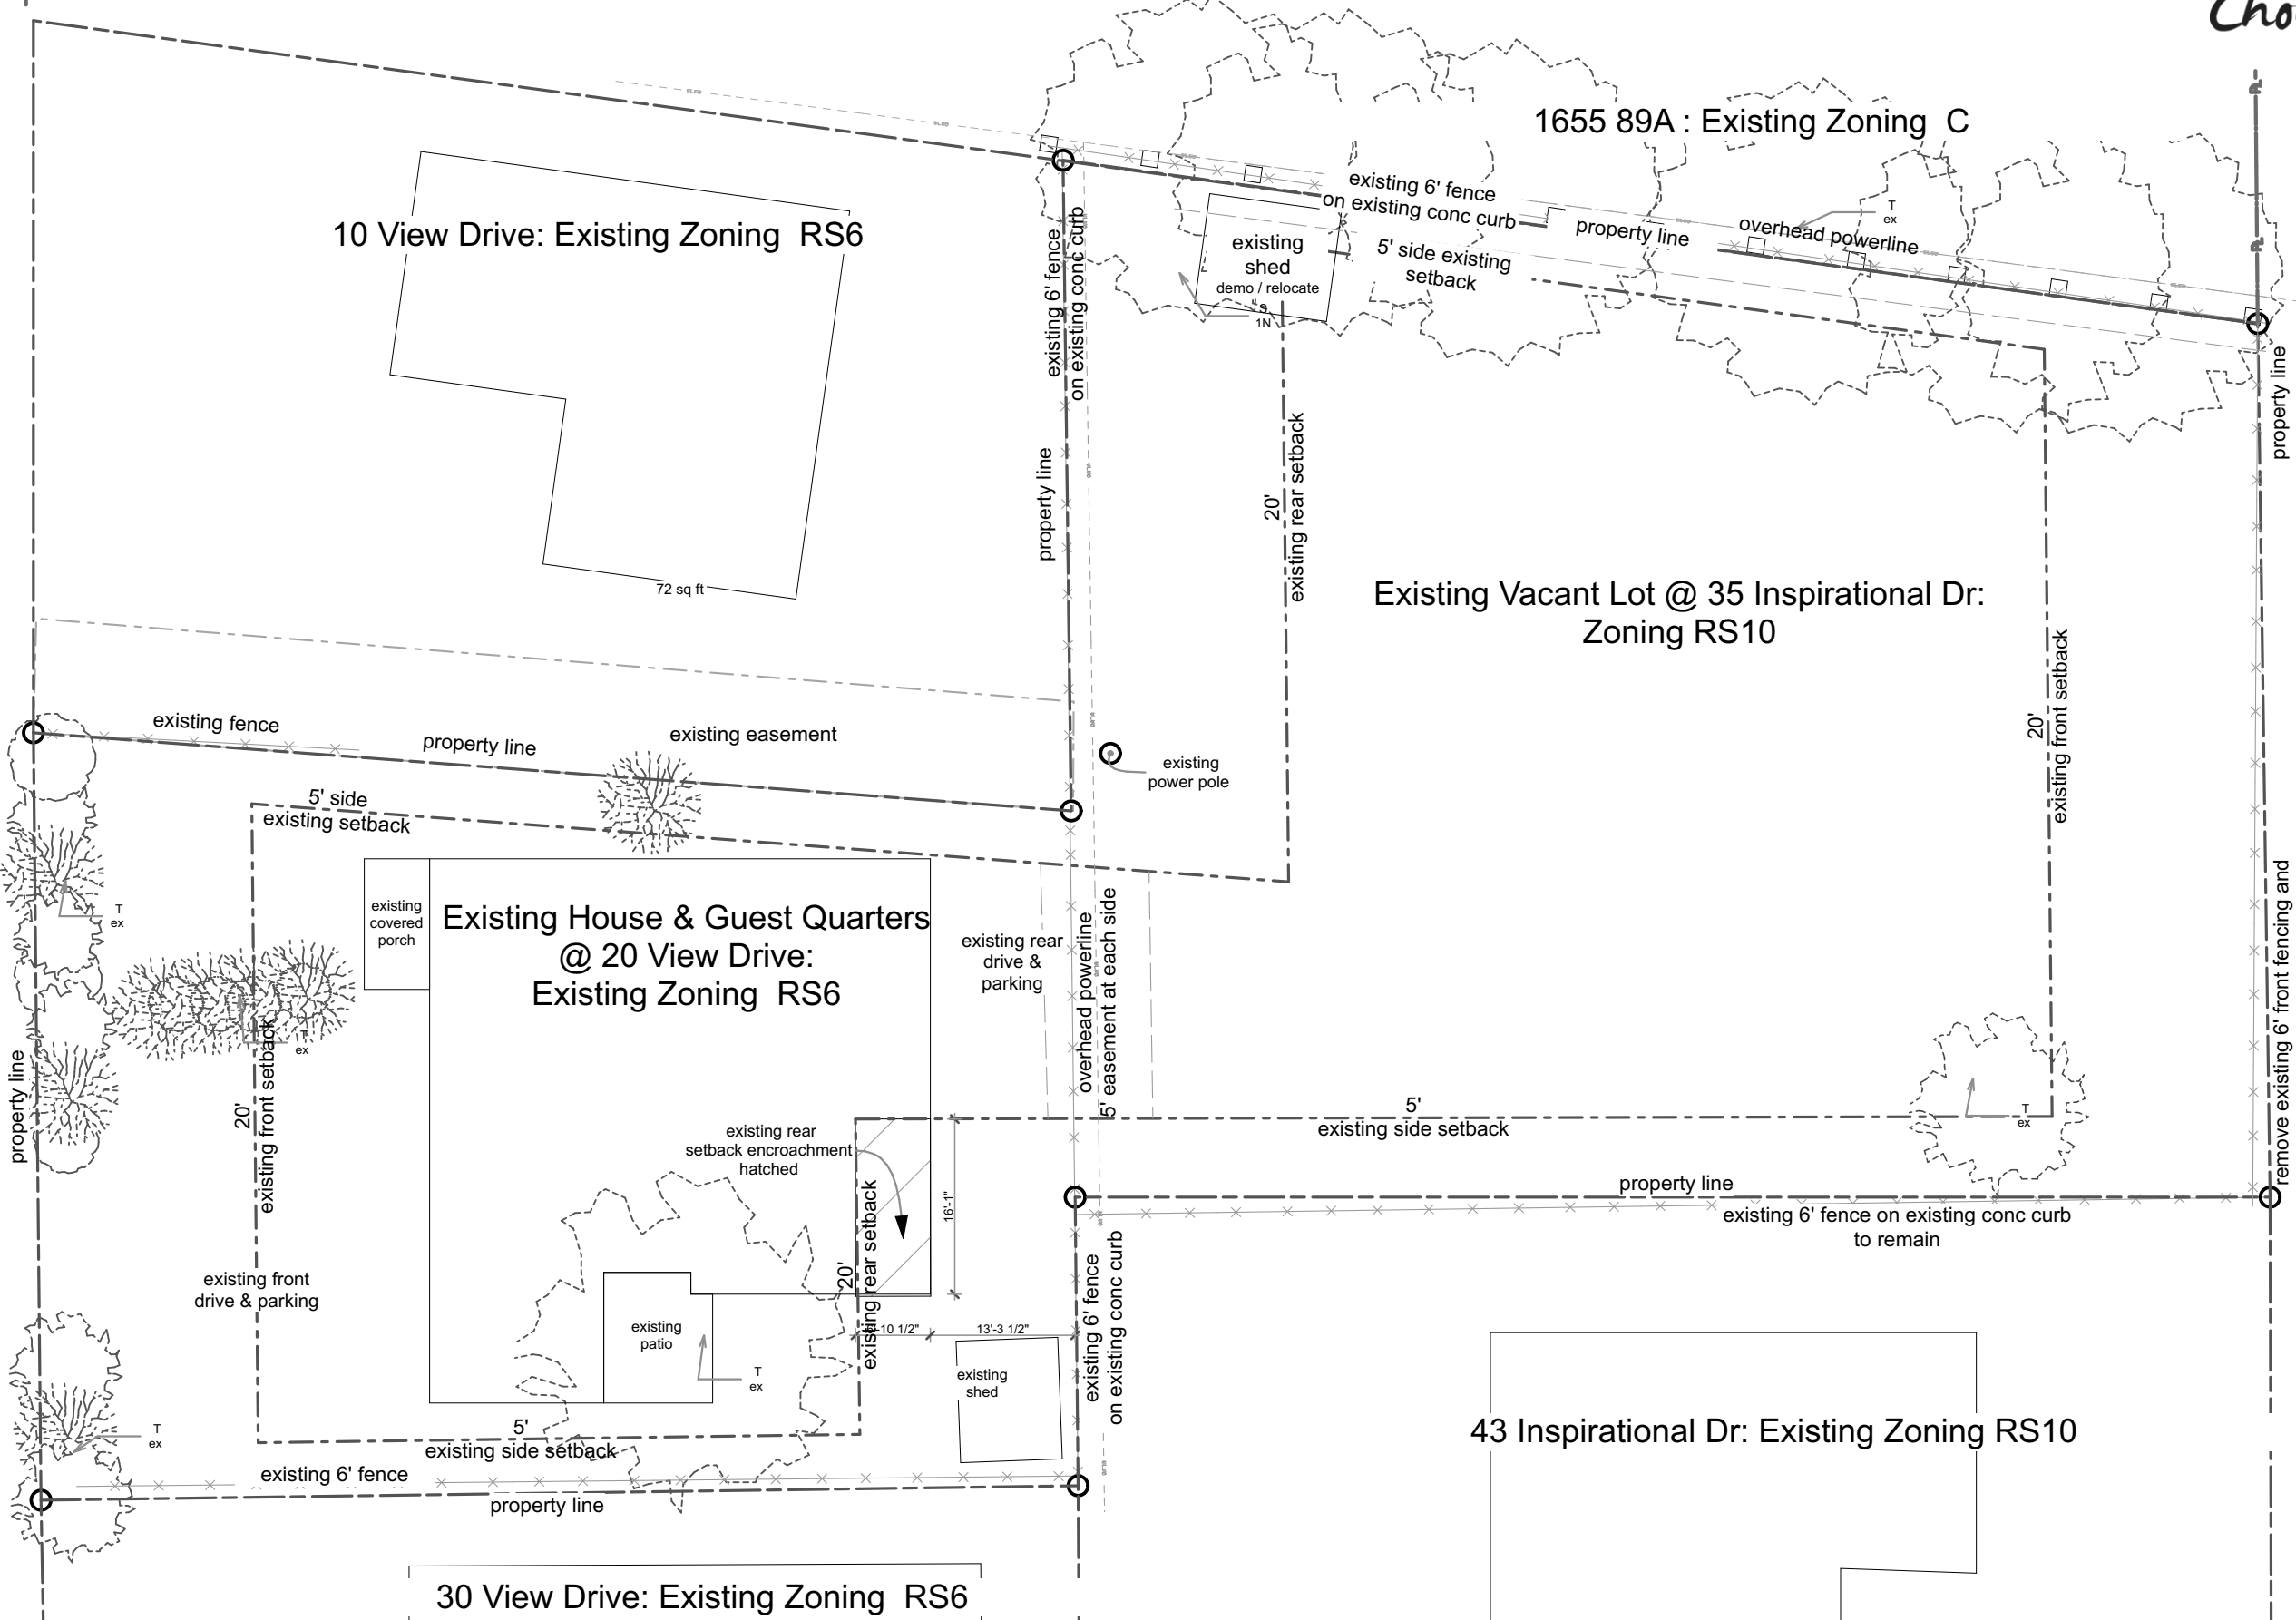 Cho
1655 89A : Existing Zoning  C
10 View Drive: Existing Zoning  RS6
72 sq ft
existing 6' fence
on existing conc curb
property line
existing 6' fence
on existing conc curb
property line
overhead powerline
T
ex
5' side existing
setback
existing
shed
demo / relocate
1N
20'
existing rear setback
Existing Vacant Lot @ 35 Inspirational Dr:
Zoning RS10
20'
existing front setback
property line
remove existing 6' front fencing and
existing fence
property line
existing easement
existing
power pole
5' side
existing setback
existing
covered
porch
Existing House & Guest Quarters
@ 20 View Drive:
Existing Zoning  RS6
existing rear
drive &
parking
overhead powerline
5' easement at each side
T
ex
ex
property line
20'
existing front setback
existing rear
setback encroachment
hatched
16'-1"
5'
existing side setback
T
ex
property line
existing 6' fence on existing conc curb
to remain
existing front
drive & parking
existing
patio
T
ex
20'
existing rear setback
-10 1/2"
13'-3 1/2"
existing
shed
existing 6' fence
on existing conc curb
T
ex
5'
existing side setback
existing 6' fence
property line
43 Inspirational Dr: Existing Zoning RS10
30 View Drive: Existing Zoning  RS6